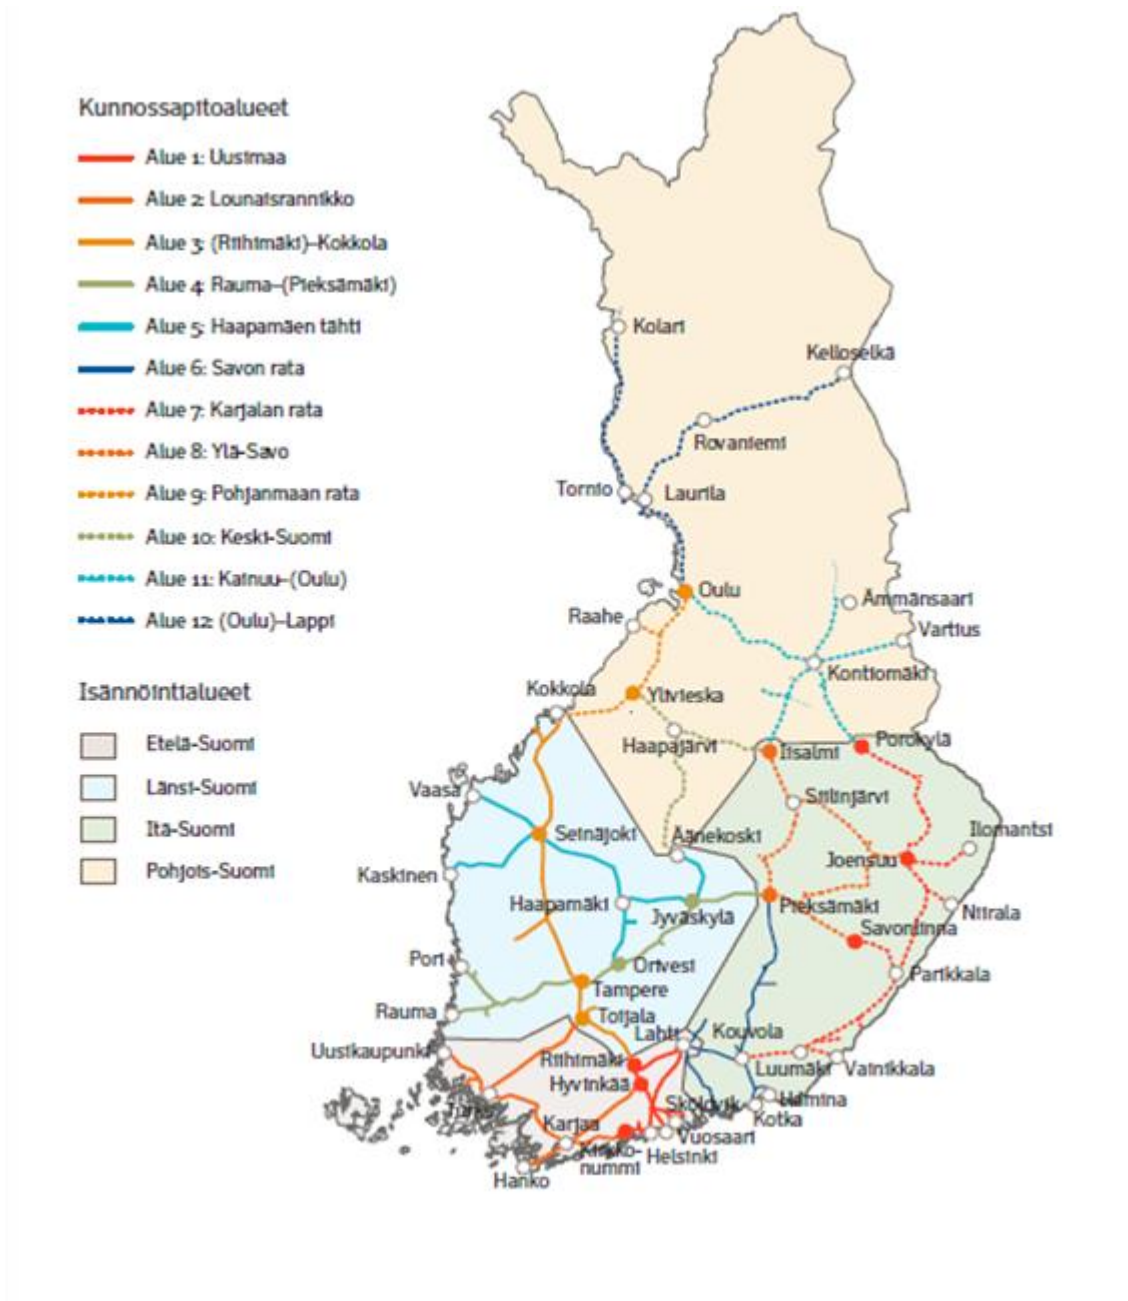 Kunnossapitoalueet
Alue 1: Uusimaa
Alue 2: Lounaisrannikko
Alue 3: (Riihimäki)–Kokkola
Alue 4: Rauma–(Pieksämäki)
Alue 5: Haapamäen tähti
Alue 6: Savon rata
Alue 7: Karjalan rata
Alue 8: Ylä-Savo
Alue 9: Pohjanmaan rata
Alue 10: Keski-Suomi
Alue 11: Kainuu–(Oulu)
Alue 12: (Oulu)–Lappi
Isännöintialueet
Etelä-Suomi
Länsi-Suomi
Itä-Suomi
Pohjois-Suomi
Kolari
Kelloselkä
Rovaniemi
Tornio
Laurila
Oulu
Ämmänsaari
Raahe
Vartius
Kontiomäki
Kokkola
Ylivieska
Haapajärvi
Iisalmi
Porokylä
Vaasa
Siilinjärvi
Seinäjoki
Äänekoski
Ilomantsi
Joensuu
Kaskinen
Haapamäki
Jyväskylä
Pieksämäki
Niirala
Savonlinna
Pori
Orivesi
Parikkala
Tampere
Rauma
Toijala
Lahti
Kouvola
Uusikaupunki
Riihimäki
Luumäki
Vainikkala
Hyvinkää
Turku
Sköldvik
Hamina
Kotka
Karjaa
Vuosaari
Kirkko-
nummi
Helsinki
Hanko